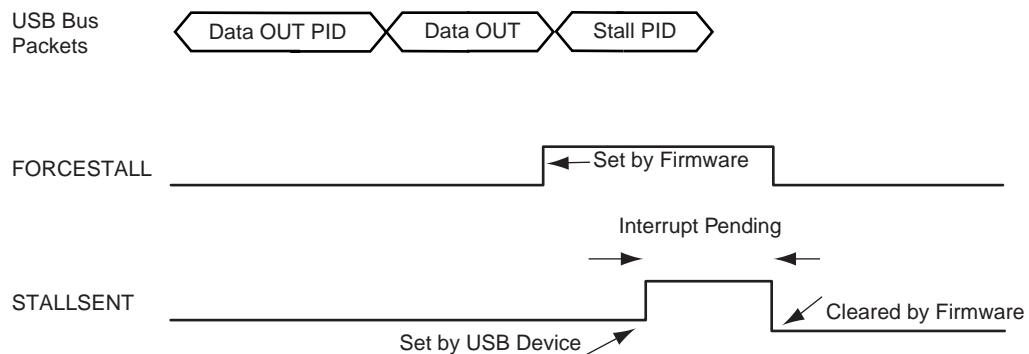 USB Bus
Packets
Data OUT PID
Data OUT
Stall PID
FORCESTALL
Set by Firmware
Interrupt Pending
STALLSENT
Cleared by Firmware
Set by USB Device